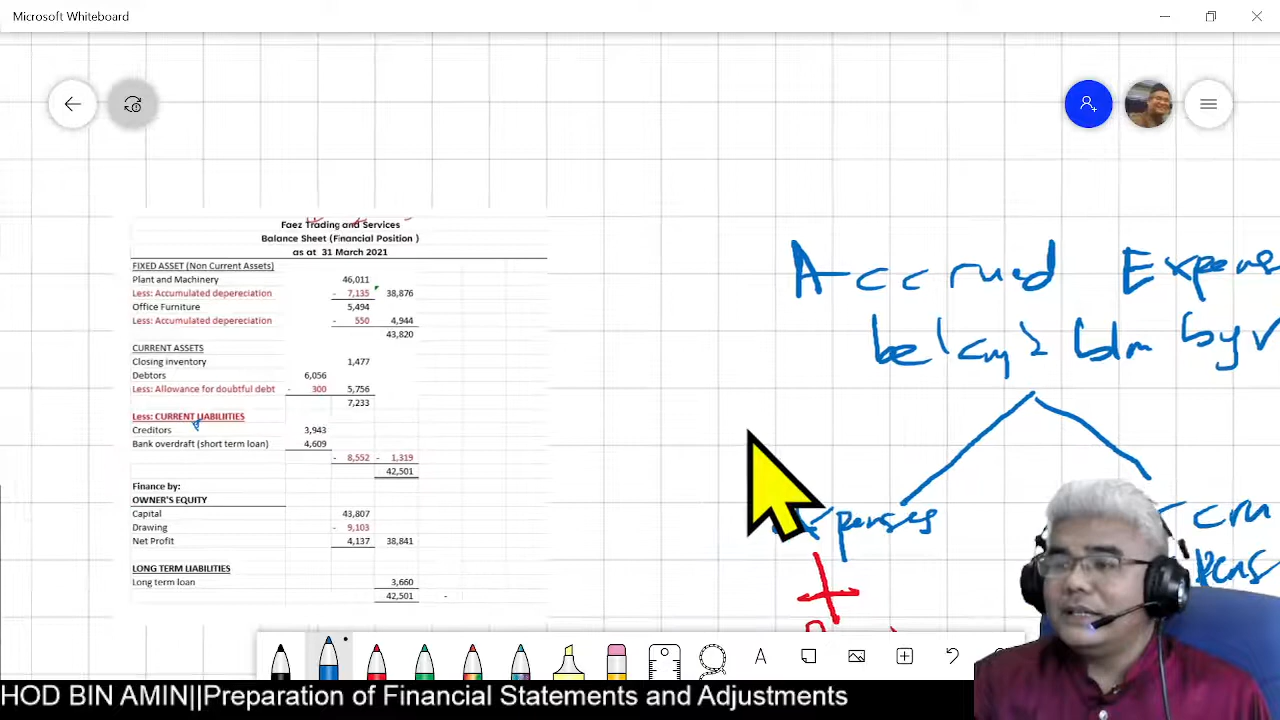 Microsoft Whiteboard
Faez Trading and Services
Balance Sheet (Financial Position )
as at 31 March 2021
FIXED ASSET (Non Current Assets)
Plant and Machinery 46,011
Less: Accumulated depereciation - 7,135 38,876
Office Furniture 5,494
Less: Accumulated depereciation - 550 4,944
43,820
CURRENT ASSETS
Closing inventory 1,477
Debtors 6,056
Less: Allowance for doubtful debt - 300 5,756
7,233
Less: CURRENT LIABILIITIES
Creditors 3,943
Bank overdraft (short term loan) 4,609
- 8,552 - 1,319
42,501
Finance by:
OWNER'S EQUITY
Capital 43,807
Drawing - 9,103
Net Profit 4,137 38,841
LONG TERM LIABILITIES
Long term loan 3,660
42,501 -
Accrued Expens
blm
A
HOD BIN AMIN||Preparation of Financial Statements and Adjustments